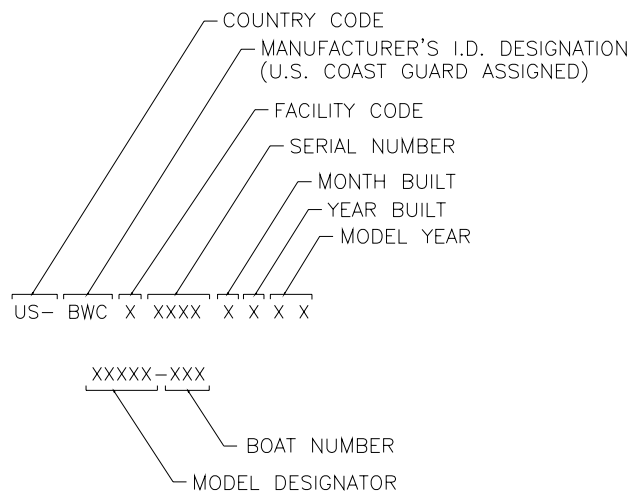 COUNTRY CODE
MANUFACTURER'S I.D. DESIGNATION
(U.S. COAST GUARD ASSIGNED)
FACILITY CODE
SERIAL NUMBER
MONTH BUILT
YEAR BUILT
MODEL YEAR
US- BWC X XXXX X X X X
XXXXX-XXX
BOAT NUMBER
MODEL DESIGNATOR